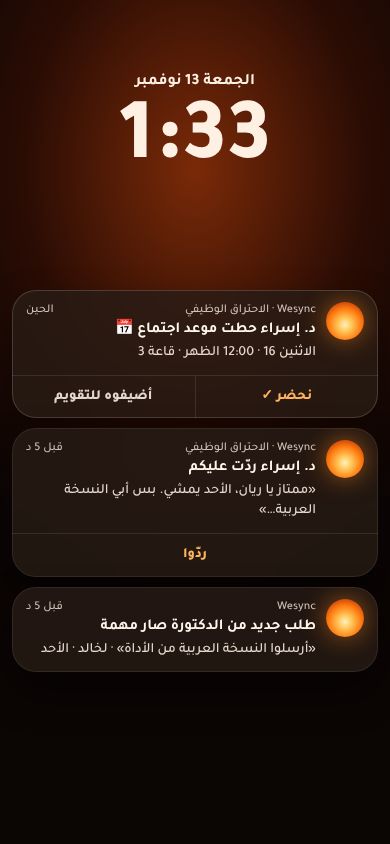 الجمعة 13 نوفمبر
1:33
Wesync · الاحتراق الوظيفي
الحين
د. إسراء حطت موعد اجتماع 📅
الاثنين 16 · 12:00 الظهر · قاعة 3
نحضر ✓
أضيفوه للتقويم
Wesync · الاحتراق الوظيفي
قبل 5 د
د. إسراء ردّت عليكم
«ممتاز يا ريان، الأحد يمشي. بس أبي النسخة
العربية…»
ردّوا
Wesync
قبل 5 د
طلب جديد من الدكتورة صار مهمة
«أرسلوا النسخة العربية من الأداة» · لخالد · الأحد